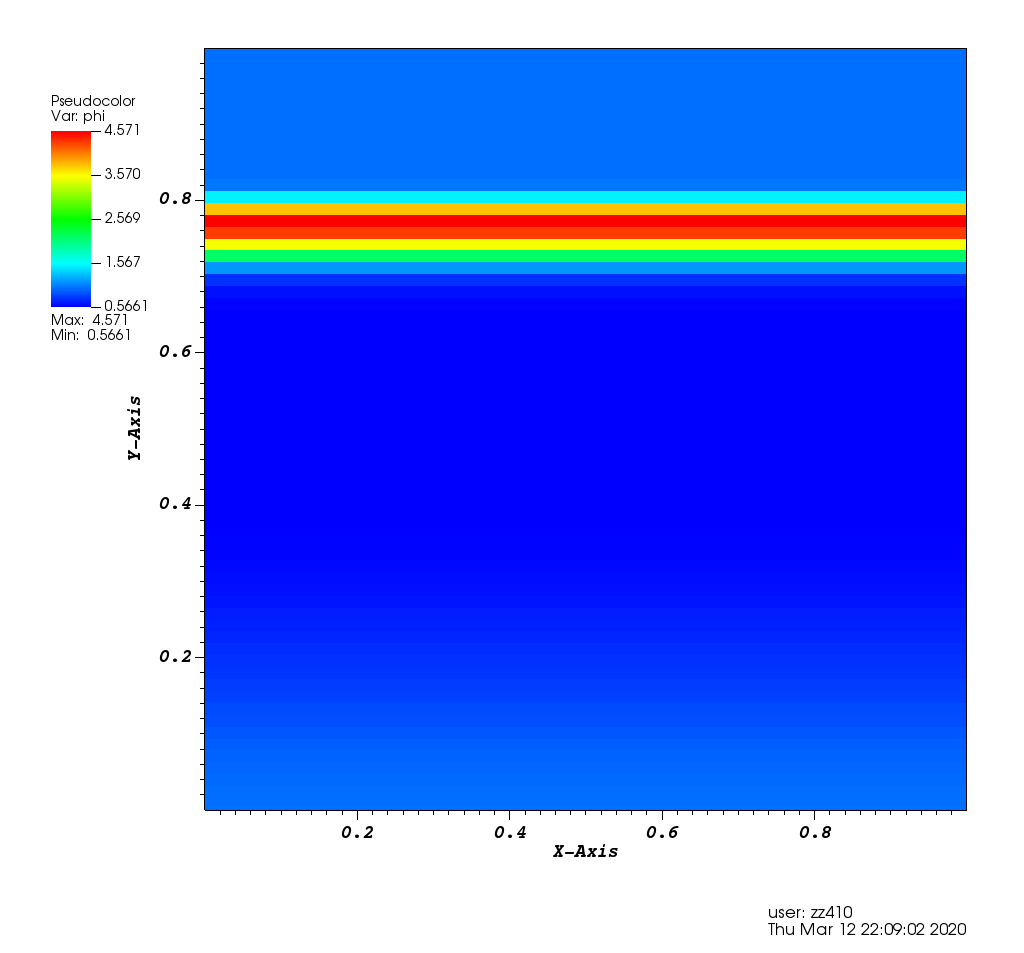 Pseudocolor
Var: phi
4.571
3.570
2.569
1.567
0.5661
Max: 4.571
Min: 0.5661
0.8
0.6
0.4
0.2
Y-Axis
0.2
0.4
0.6
0.8
X-Axis
user: zz410
Thu Mar 12 22:09:02 2020